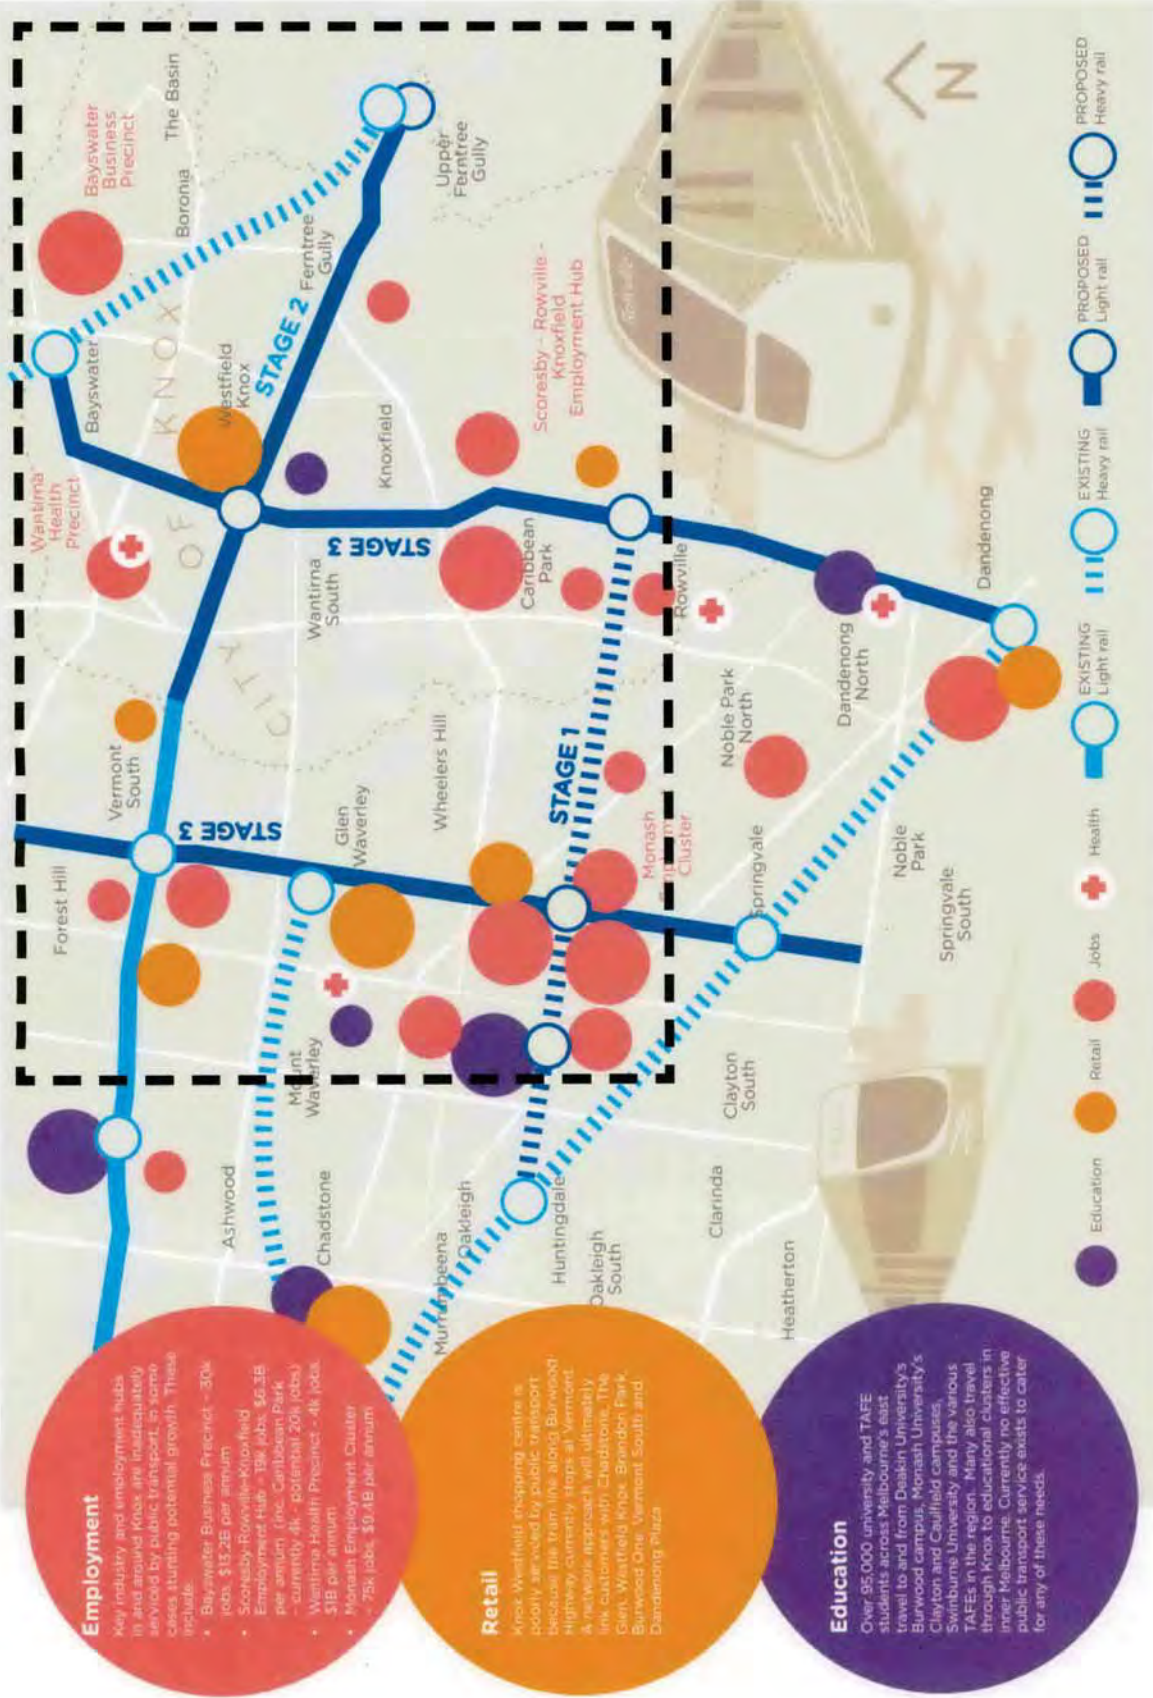 Employment
Key industry and employment hubs
in and around Knox are inadequately
serviced by public transport, in some
cases stunting potential growth. These
include:
• Bayswater Business Precinct - 30k
jobs, $13.2B per annum
• Scoresby-Rowville-Knoxfield
Employment Hub - 19k jobs, $6.3B
per annum (inc. Caribbean Park
- currently 4k - potential 20k jobs)
• Wantirna Health Precinct - 4k jobs,
$1B per annum
• Monash Employment Cluster
- 75k jobs $9.4B per annum
Retail
Knox Westfield shopping centre is
poorly serviced by public transport
because the tram line along Burwood
Highway currently stops at Vermont.
A network approach will ultimately
link customers with Chadstone, The
Glen, Westfield Knox, Brandon Park,
Burwood One, Vermont South and
Dandenong Plaza
Education
Over 95,000 university and TAFE
students across Melbourne's east
travel to and from Deakin University's
Burwood campus, Monash University's
Clayton and Caulfield campuses,
Swinburne University and the various
TAFEs in the region. Many also travel
through Knox to educational clusters in
inner Melbourne. Currently no effective
public transport service exists to cater
for any of these needs.
Forest Hill
Vermont
South
Wantirna
Health
Precinct
Bayswater
Bayswater
Business
Precinct
The Basin
Boronia
CITY OF KNOX
STAGE 3
Ashwood
Mount
Waverley
Glen
Waverley
Wantirna
South
Westfield
Knox
STAGE 2
Ferntree
Gully
Upper
Ferntree
Gully
Chadstone
Wheelers Hill
STAGE 3
Knoxfield
Murrumbeena
Oakleigh
Caribbean
Park
Scoresby - Rowville -
Knoxfield
Employment Hub
Huntingdale
Oakleigh
South
STAGE 1
Monash
Cluster
Rowville
Clarinda
Clayton
South
Springvale
Noble Park
North
Heatherton
Dandenong
North
Noble
Park
Springvale
South
Dandenong
N
Education
Retail
Jobs
Health
EXISTING
Light rail
EXISTING
Heavy rail
PROPOSED
Light rail
PROPOSED
Heavy rail